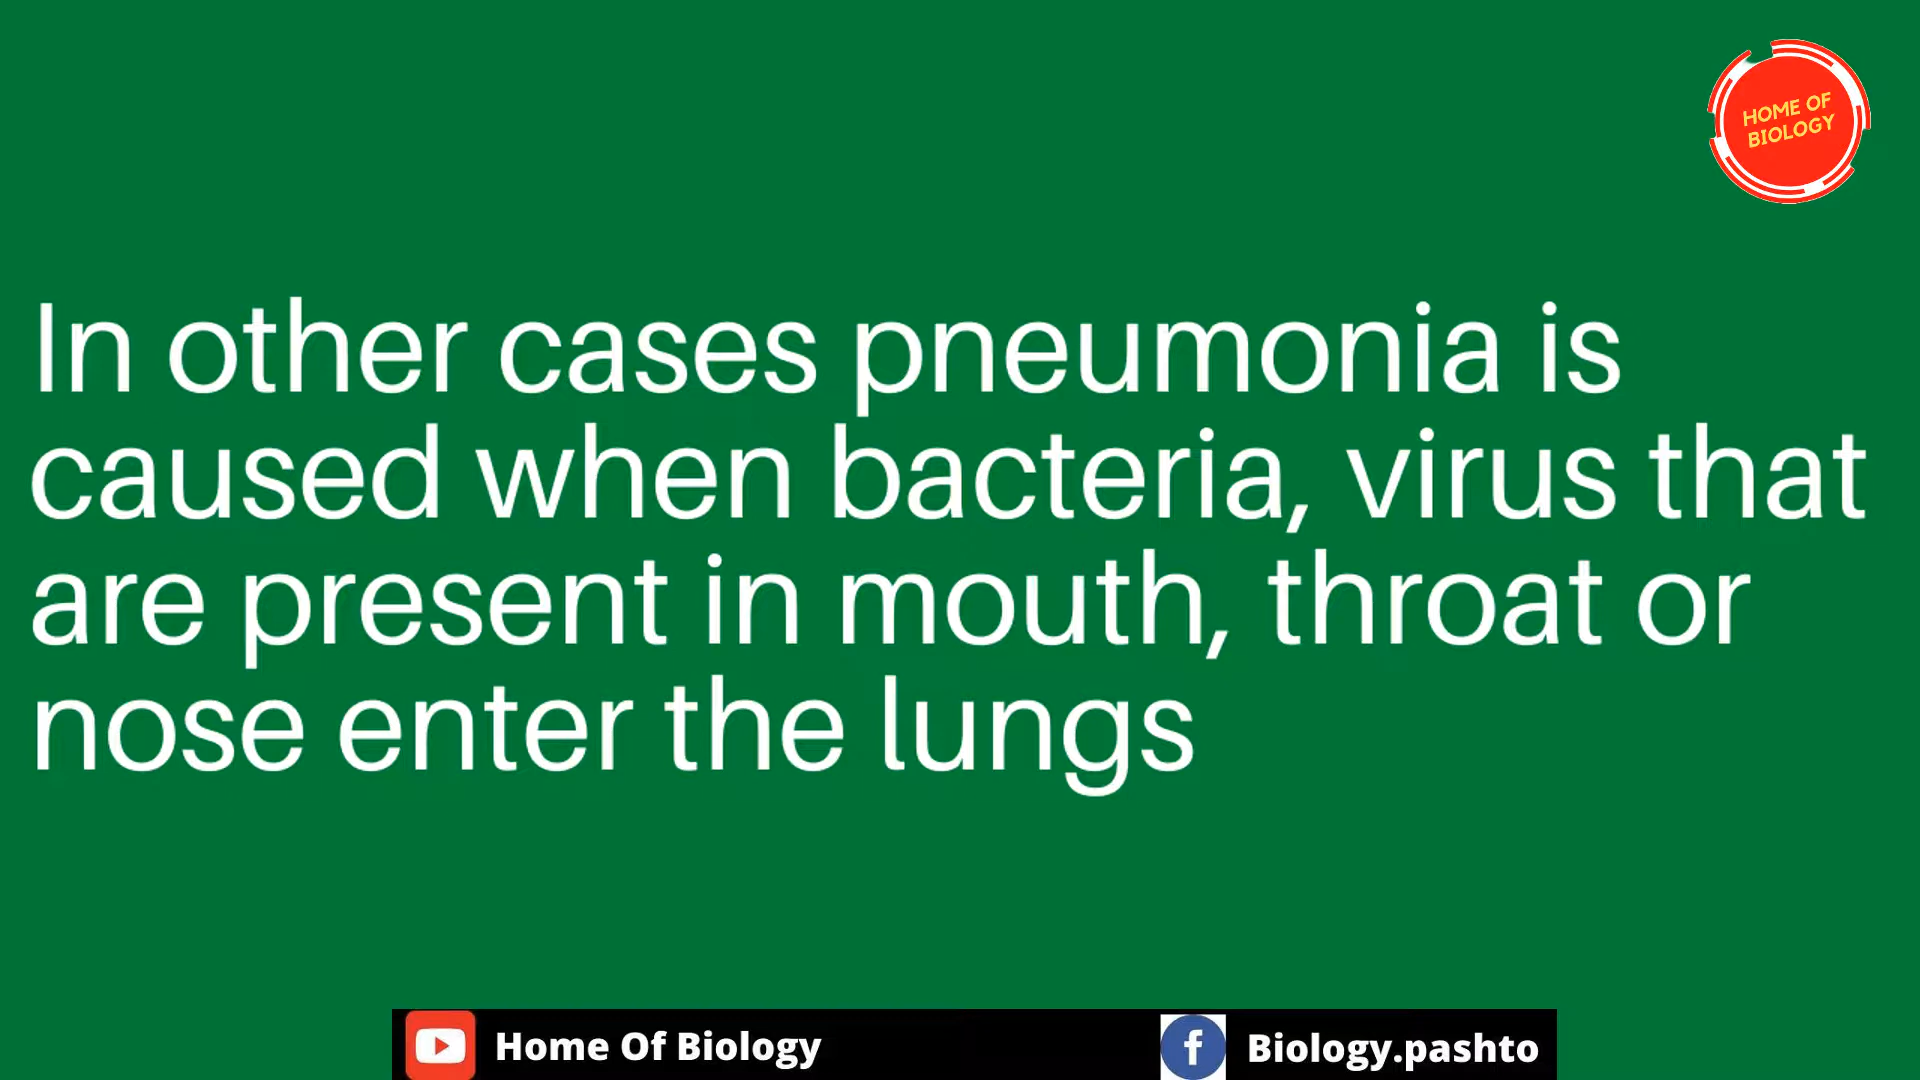 HOME OF
BIOLOGY
In other cases pneumonia is
caused when bacteria, virus that
are present in mouth, throat or
nose enter the lungs
Home Of Biology
Biology.pashto